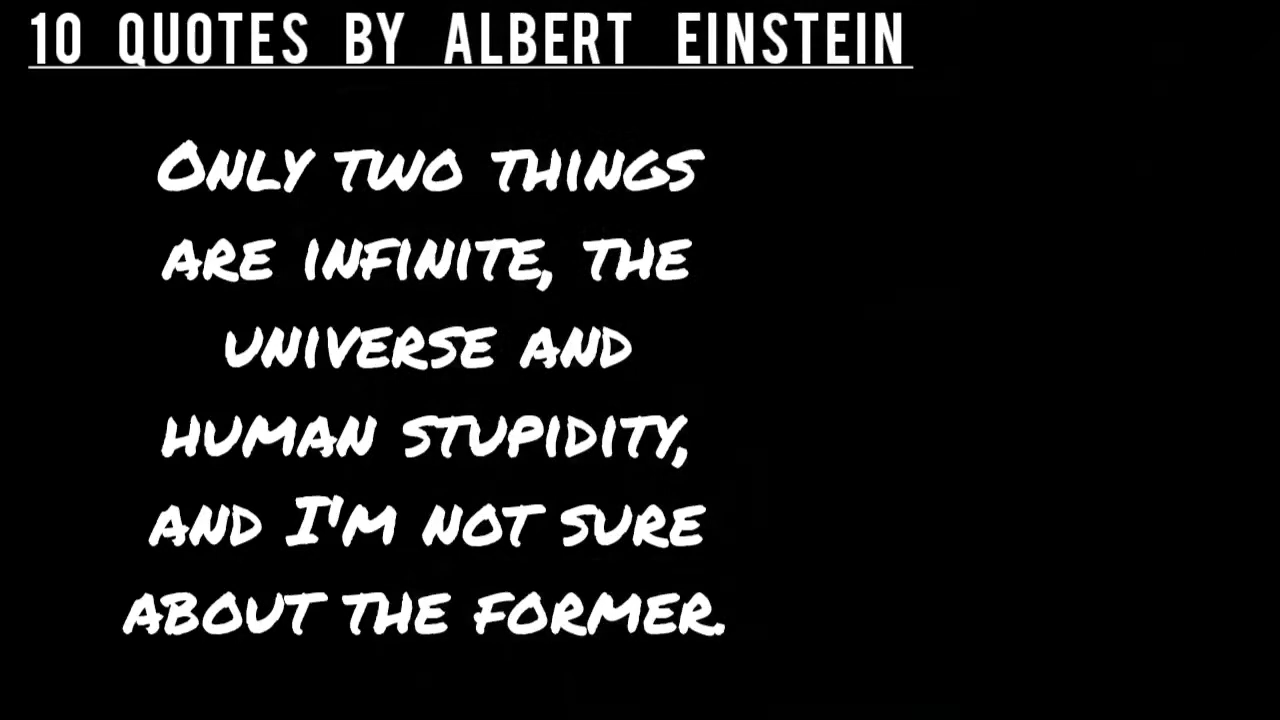 10 QUOTES BY ALBERT EINSTEIN
ONLY TWO THINGS
ARE INFINITE, THE
UNIVERSE AND
HUMAN STUPIDITY,
AND I'M NOT SURE
ABOUT THE FORMER.